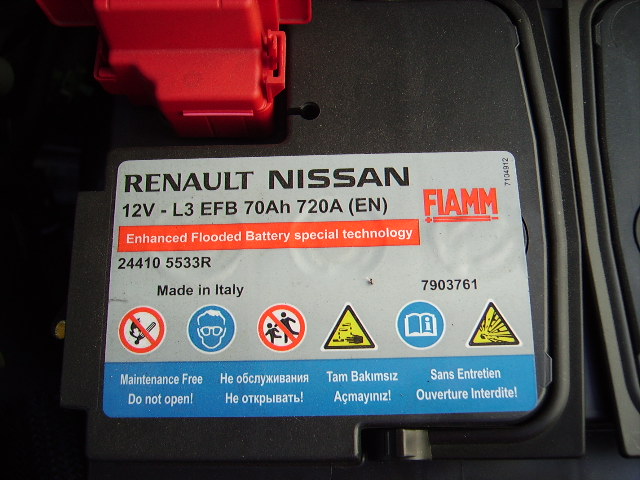 RENAULT NISSAN
12V - L3 EFB 70Ah 720A (EN)
FIAMM
7104912
Enhanced Flooded Battery special technology
24410 5533R
Made in Italy
7903761
Maintenance Free
Do not open!
Не обслуживания
Не открывать!
Tam Bakımsız
Açmayınız!
Sans Entretien
Ouverture Interdite!